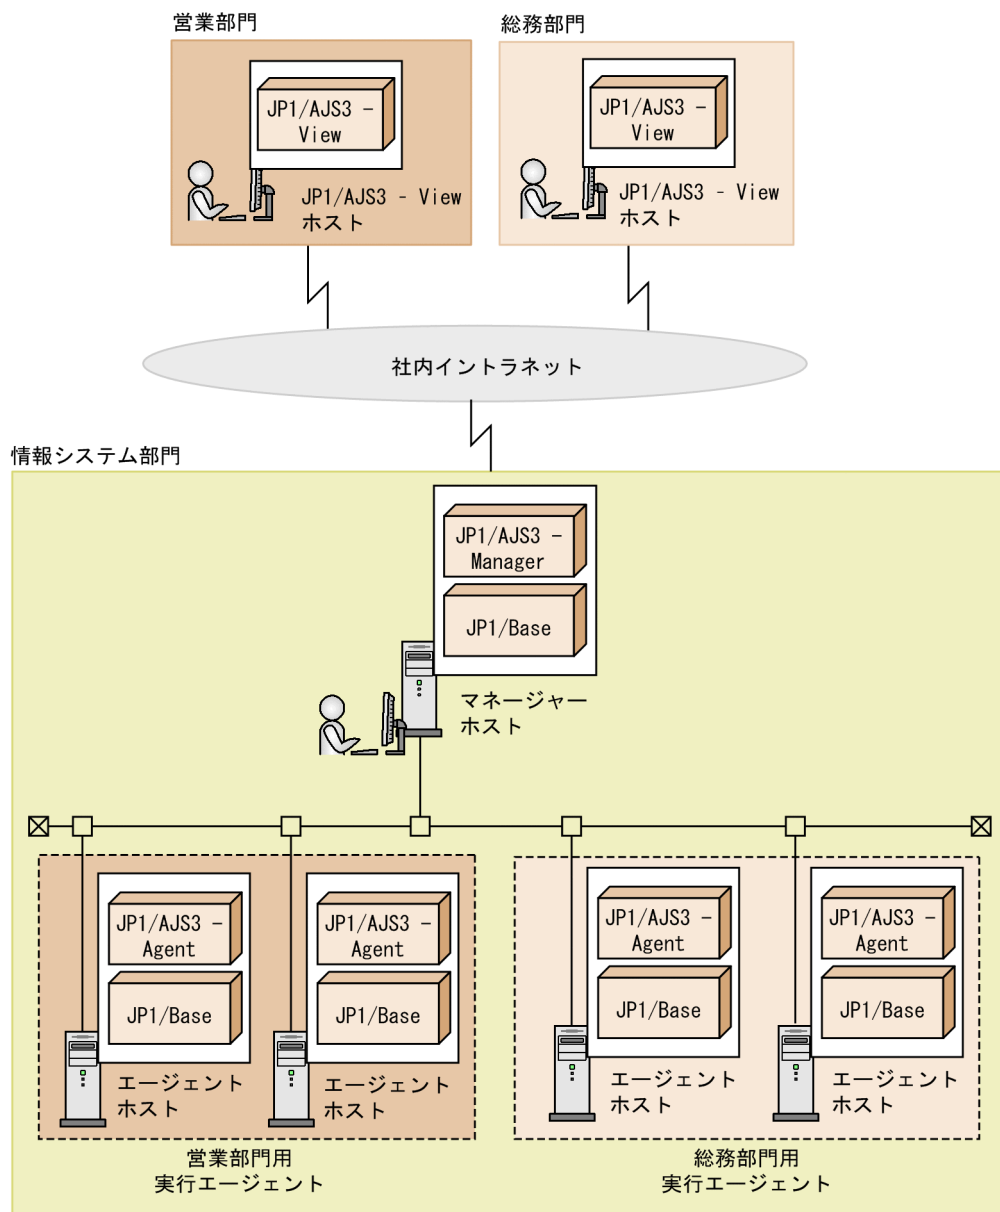 営業部門
総務部門
JP1/AJS3 −
View
JP1/AJS3 −
View
JP1/AJS3 - View
ホスト
JP1/AJS3 - View
ホスト
社内イントラネット
情報システム部門
JP1/AJS3 −
Manager
JP1/Base
マネージャー
ホスト
JP1/AJS3 −
Agent
JP1/Base
エージェント
ホスト
JP1/AJS3 −
Agent
JP1/Base
エージェント
ホスト
JP1/AJS3 −
Agent
JP1/Base
エージェント
ホスト
JP1/AJS3 −
Agent
JP1/Base
エージェント
ホスト
営業部門用
実行エージェント
総務部門用
実行エージェント